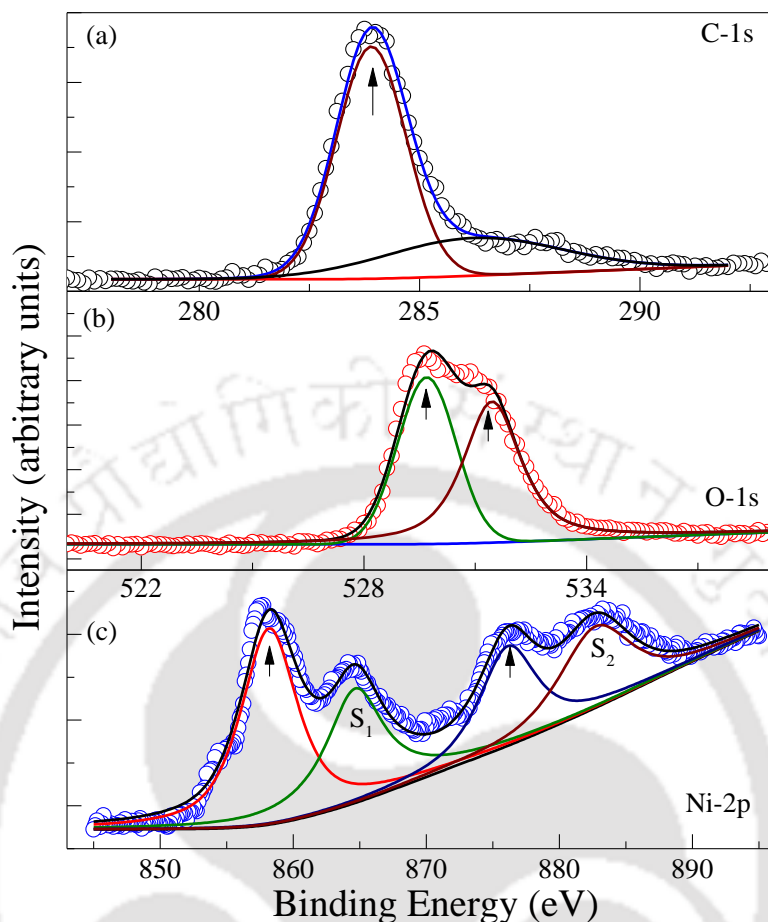 (a)
C-1s
280
285
290
(b)
O-1s
522
528
534
(c)
S₁
S₂
Ni-2p
850
860
870
880
890
Binding Energy (eV)
Intensity (arbitrary units)